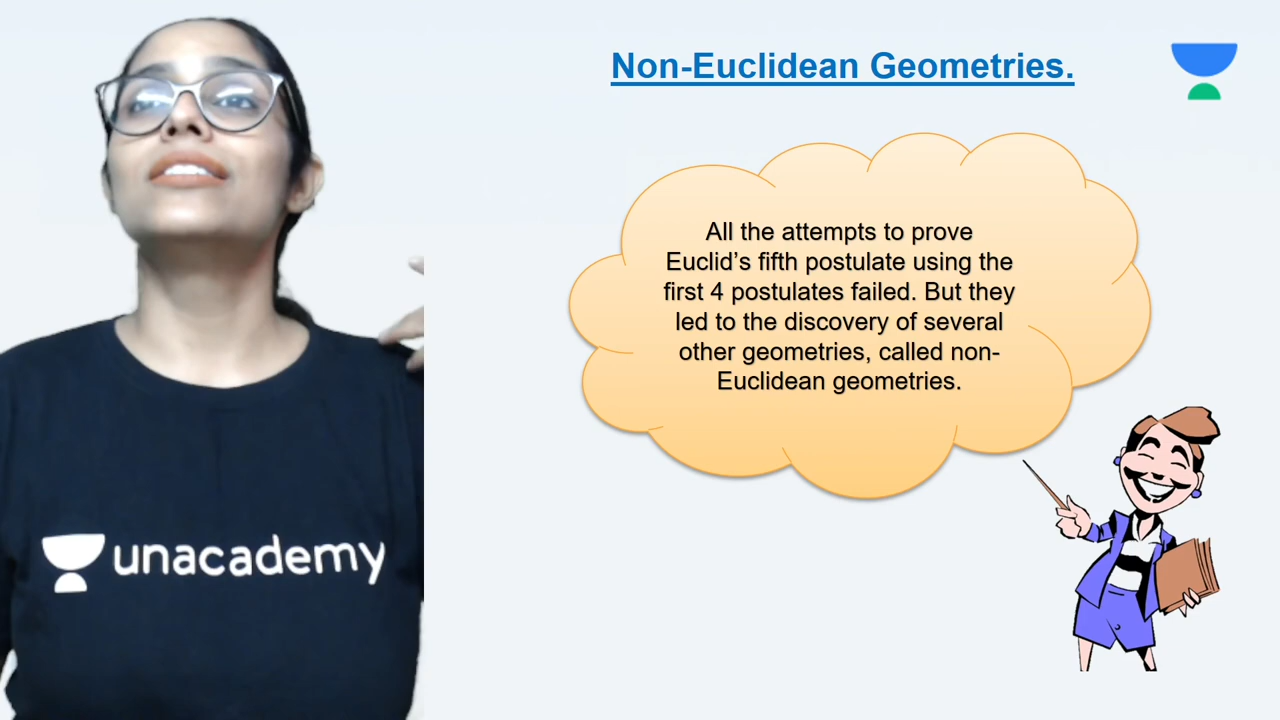 Non-Euclidean Geometries.
All the attempts to prove
Euclid’s fifth postulate using the
first 4 postulates failed. But they
led to the discovery of several
other geometries, called non-
Euclidean geometries.
unacademy